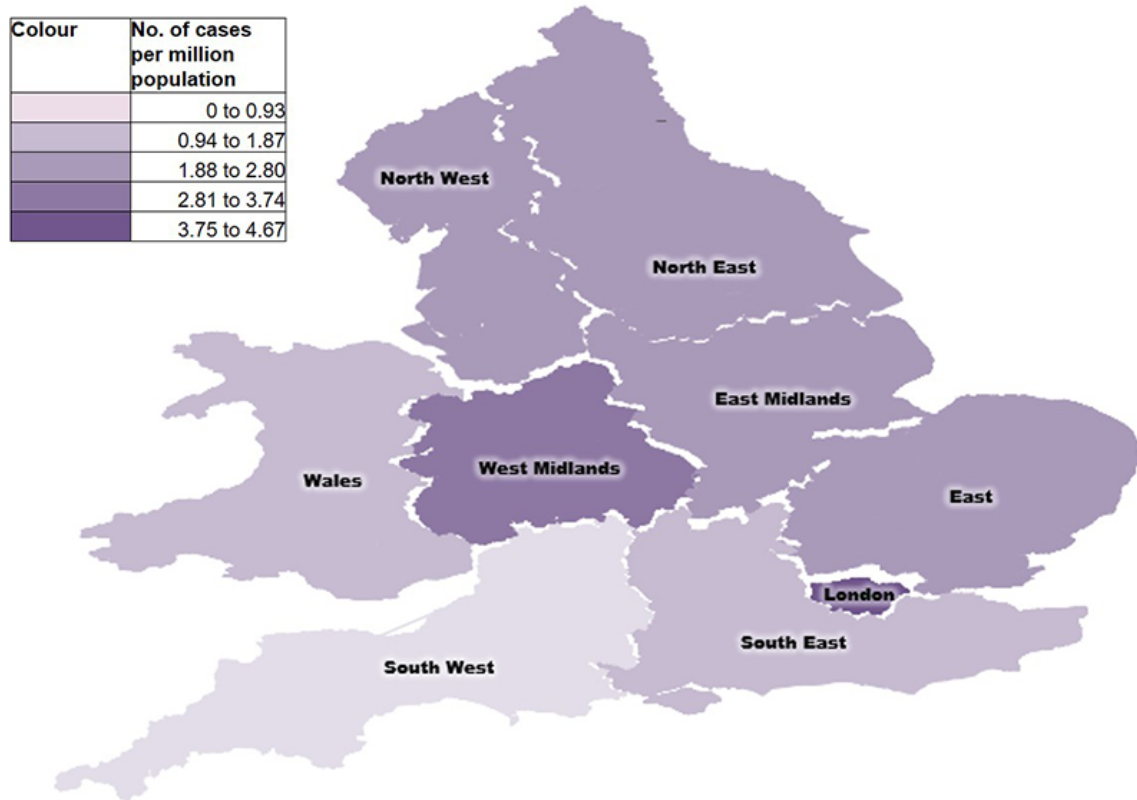 Colour
No. of cases
per million
population
0 to 0.93
0.94 to 1.87
1.88 to 2.80
2.81 to 3.74
3.75 to 4.67
North West
North East
East Midlands
West Midlands
Wales
East
London
South East
South West